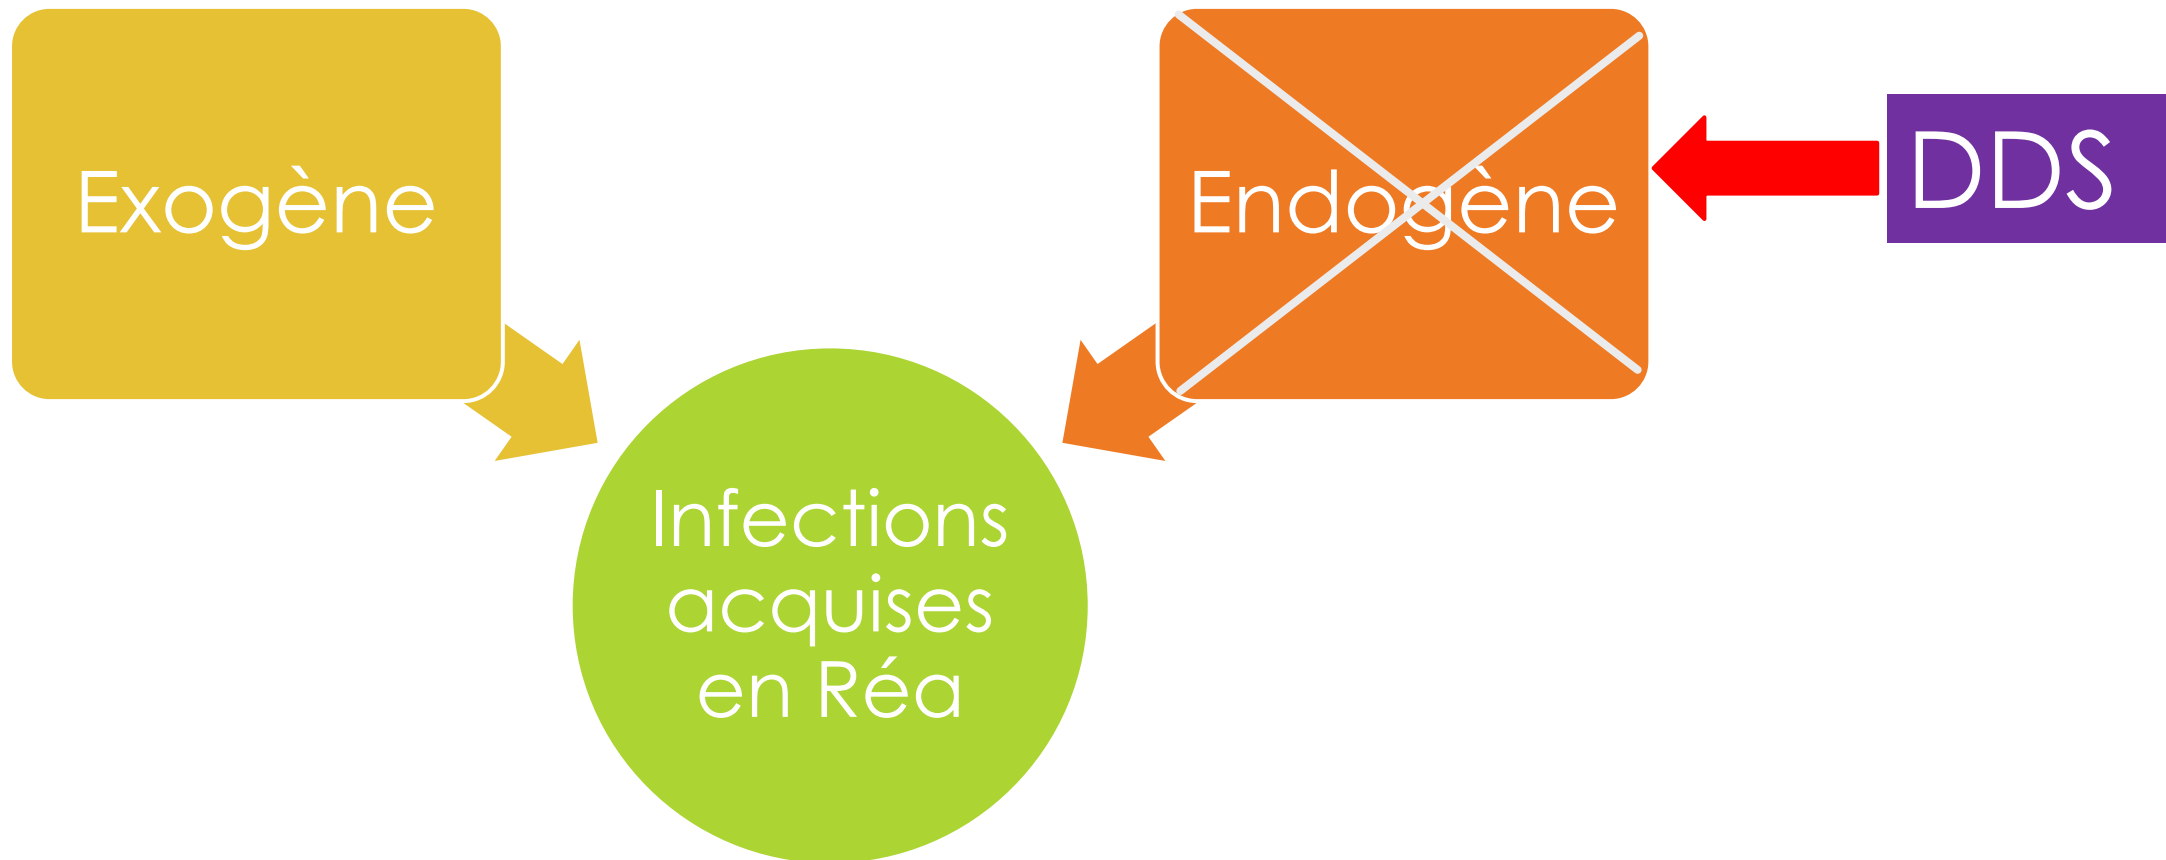 Exogène
Endogène
DDS
Infections
acquises
en Réa